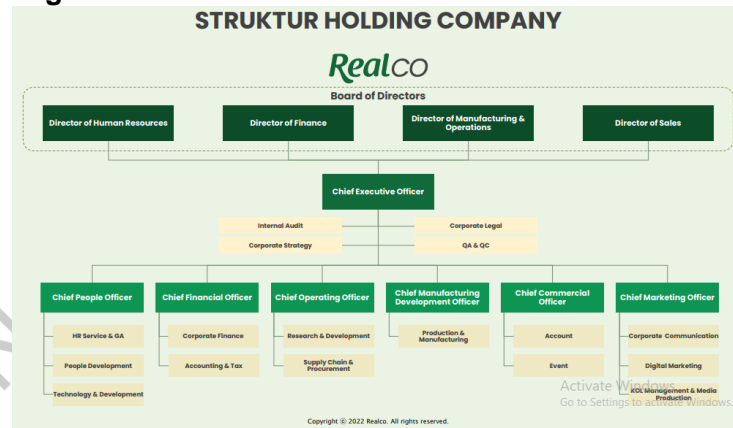 STRUKTUR HOLDING COMPANY
RealCO
Board of Directors
Director of Human Resources
Director of Finance
Director of Manufacturing &
Operations
Director of Sales
Chief Executive Officer
Internal Audit
Corporate Legal
Corporate Strategy
QA & QC
Chief People Officer
Chief Financial Officer
Chief Operating Officer
Chief Manufacturing
Development Officer
Chief Commercial
Officer
Chief Marketing Officer
HR Service & GA
Corporate Finance
Research & Development
Production &
Manufacturing
Account
Corporate Communication
People Development
Accounting & Tax
Supply Chain &
Procurement
Event
Digital Marketing
Technology & Development
KOL Management & Media
Production
Activate Windows
Go to Settings to activate Windows.
Copyright © 2022 Realco. All rights reserved.